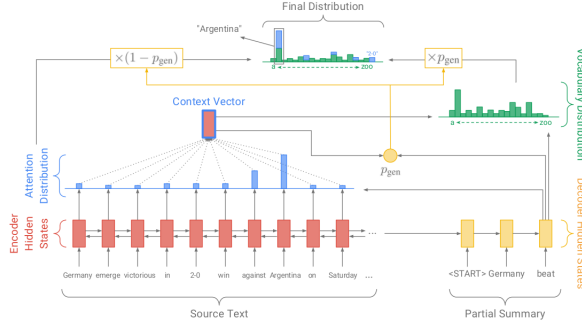 Final Distribution
"Argentina"
×(1 − p_gen)
×p_gen
"2-0"
a
zoo
Context Vector
Vocabulary Distribution
a
zoo
Attention
Distribution
p_gen
Encoder
Hidden
States
Decoder Hidden States
...
Germany emerge victorious in 2-0 win against Argentina on Saturday ...
<START> Germany beat
Source Text
Partial Summary